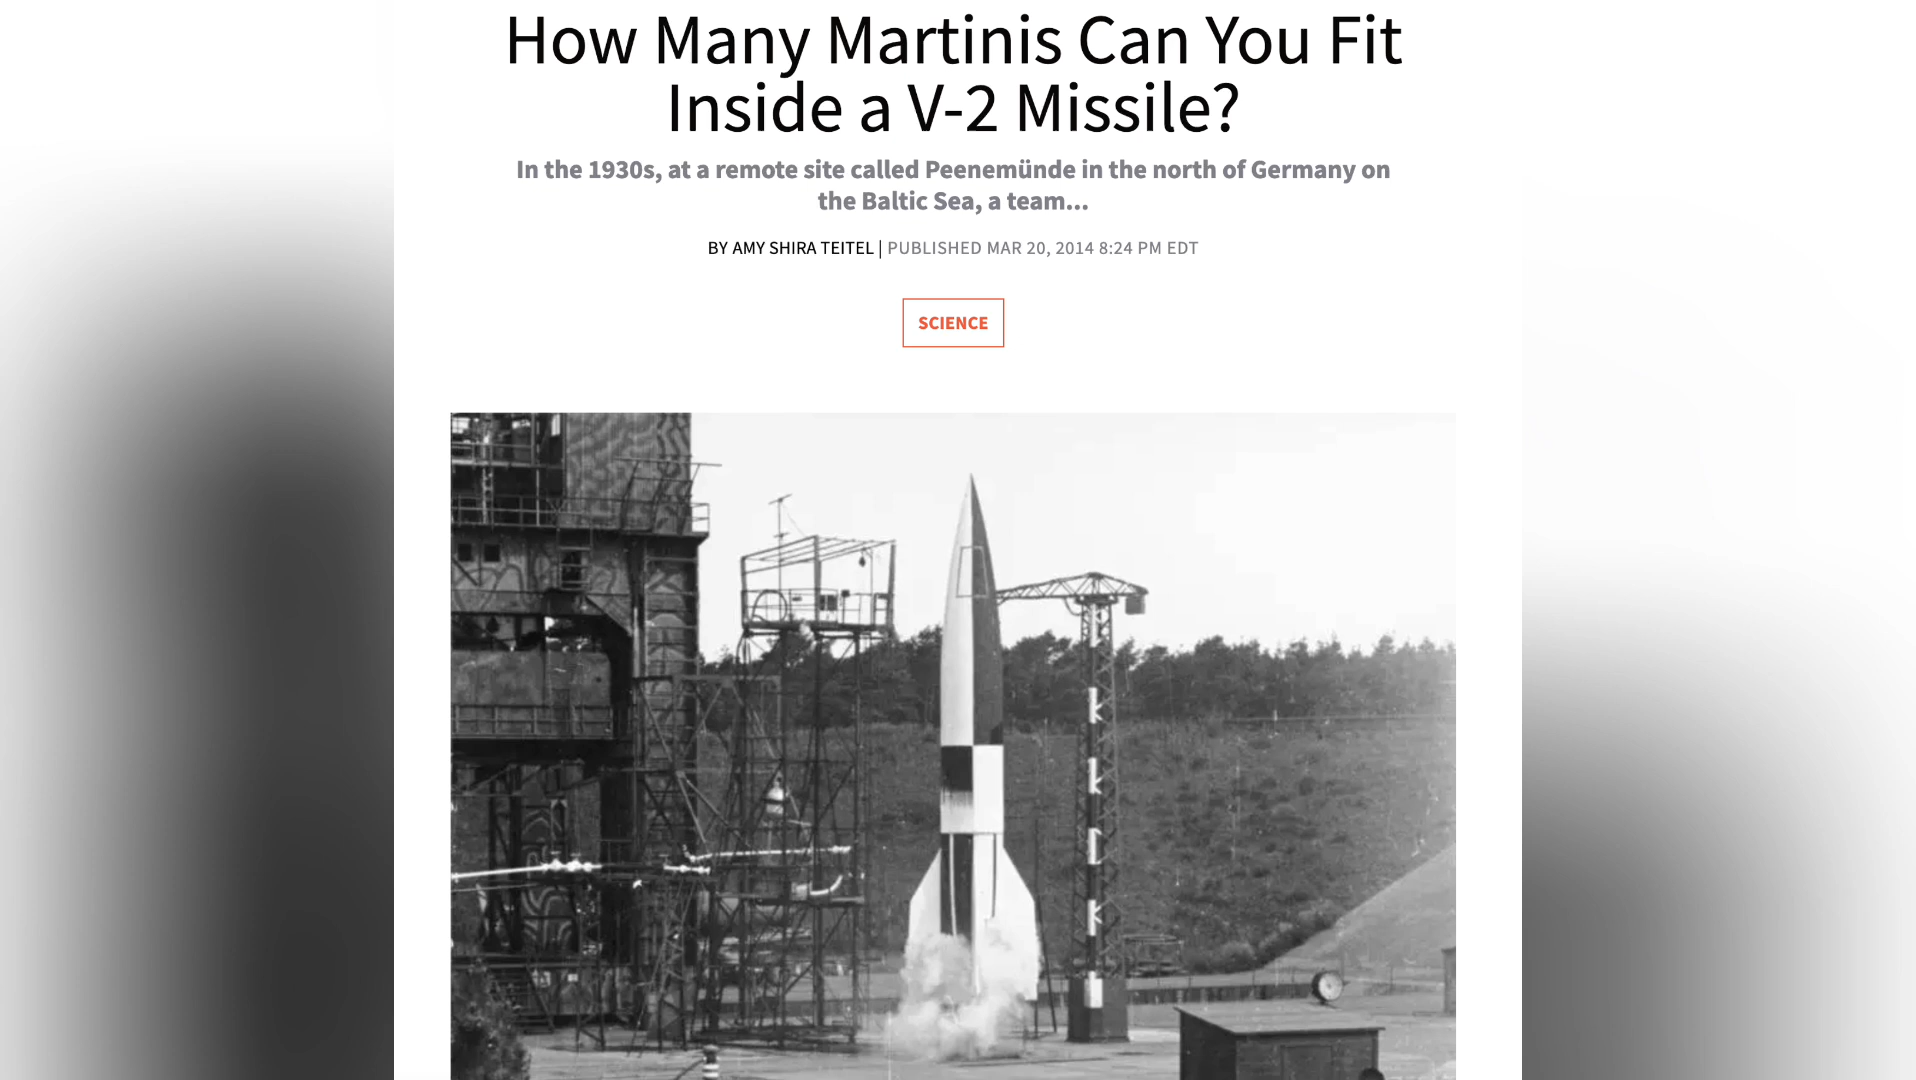 How Many Martinis Can You Fit
Inside a V-2 Missile?
In the 1930s, at a remote site called Peenemünde in the north of Germany on
the Baltic Sea, a team...
BY AMY SHIRA TEITEL | PUBLISHED MAR 20, 2014 8:24 PM EDT
SCIENCE